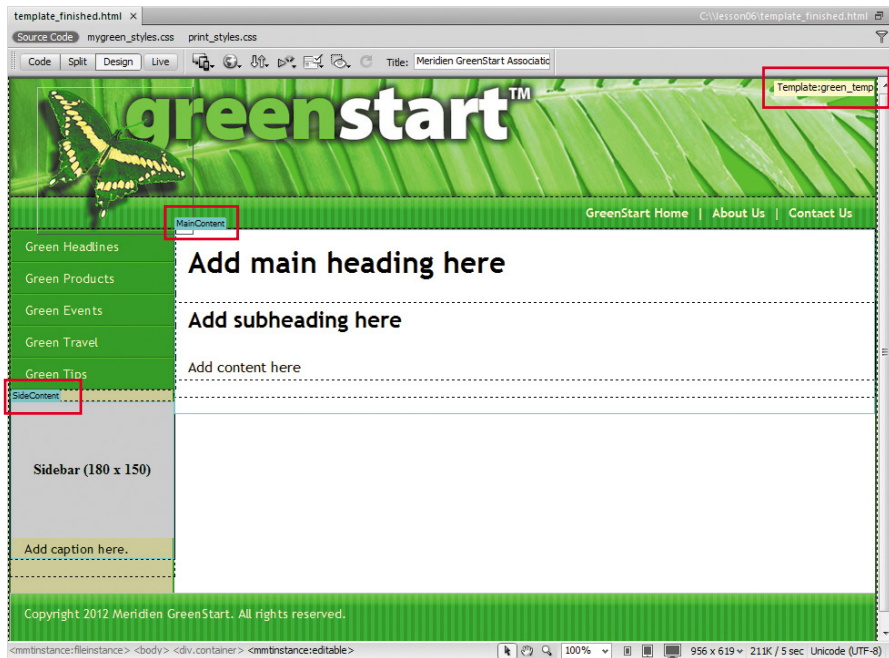 template_finished.html ×
C:\\lesson06\template_finished.html
Source Code mygreen_styles.css print_styles.css
Code Split Design Live Title: Meridien GreenStart Associatio
Template:green_temp
greenstart™
MainContent
GreenStart Home | About Us | Contact Us
Green Headlines
Green Products
Green Events
Green Travel
Green Tips
Add main heading here
Add subheading here
Add content here
SideContent
Sidebar (180 x 150)
Add caption here.
Copyright 2012 Meridien GreenStart. All rights reserved.
<mmtinstance:fileinstance> <body> <div.container> <mmtinstance:editable> 100% 956 x 619 211K / 5 sec Unicode (UTF-8)